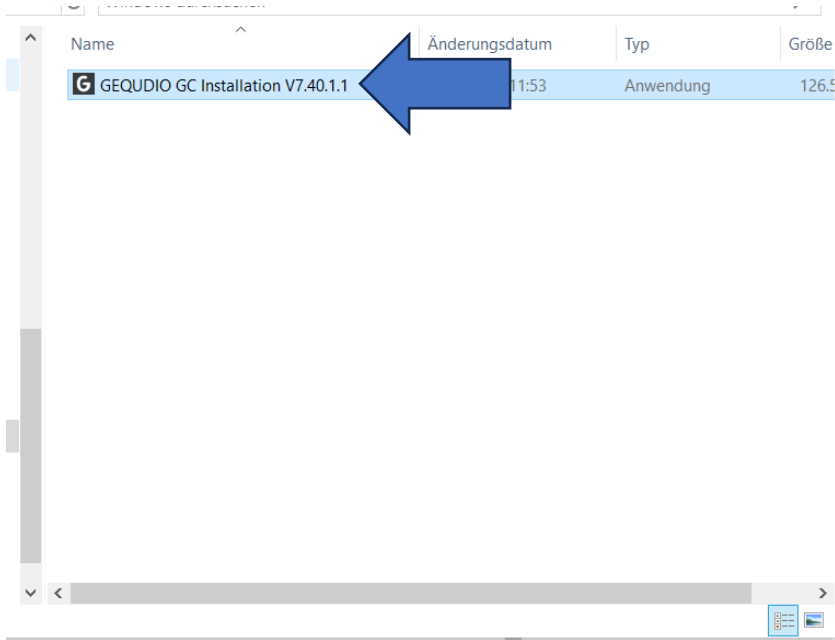 Name Änderungsdatum Typ Größe
GEQUDIO GC Installation V7.40.1.1 11:53 Anwendung 126.5